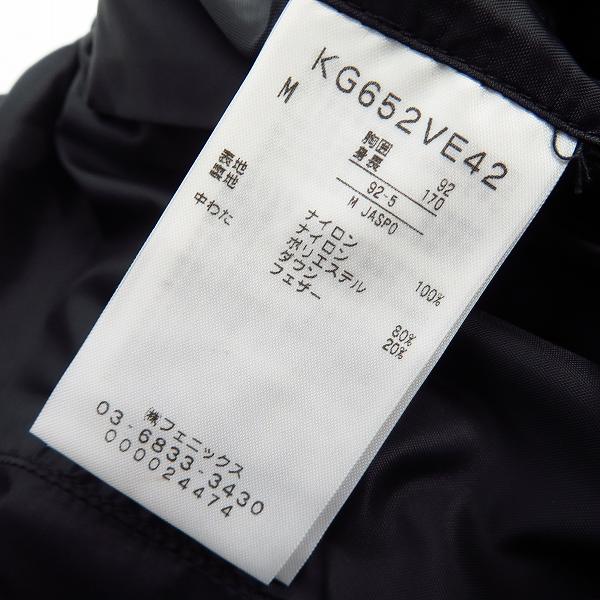 KG652VE42
M
胸囲 92
身長 170
92-5
M JASPO
表地 ナイロン 100%
裏地 ナイロン
ポリエステル
中わた ダウン 80%
フェザー 20%
㈱フェニックス
03-6833-3430
000024474